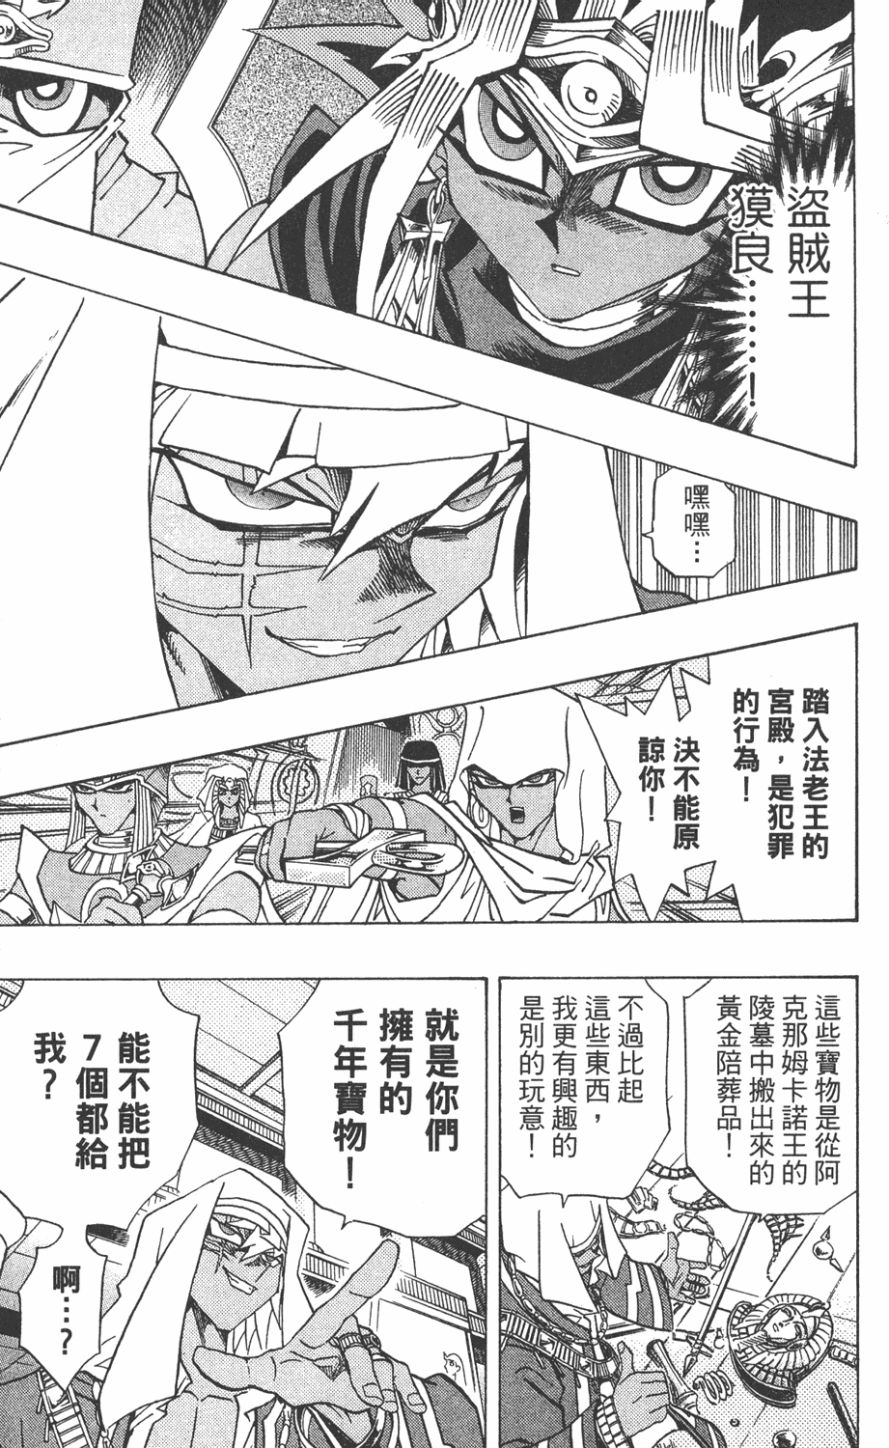 盜賊王
獏良………！
嘿嘿…
踏入法老王的
宮殿，是犯罪
的行為！
決不能原
諒你！
這些寶物是從阿
克那姆卡諾王的
陵墓中搬出來的
黃金陪葬品！
不過比起
這些東西，
我更有興趣的
是別的玩意！
就是你們
擁有的
千年寶物！
能不能把
7個都給
我？
啊…？